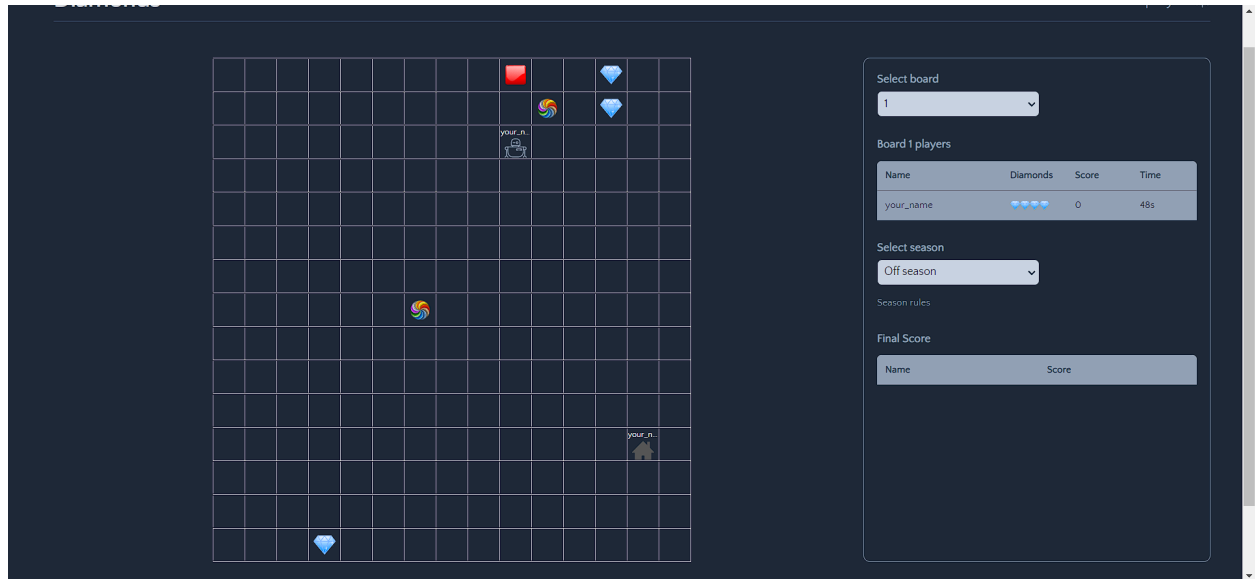 Diamonds
Select board
1
your_n..
Board 1 players
Name Diamonds Score Time
your_name 0 48s
Select season
Off season
Season rules
Final Score
Name Score
your_n..